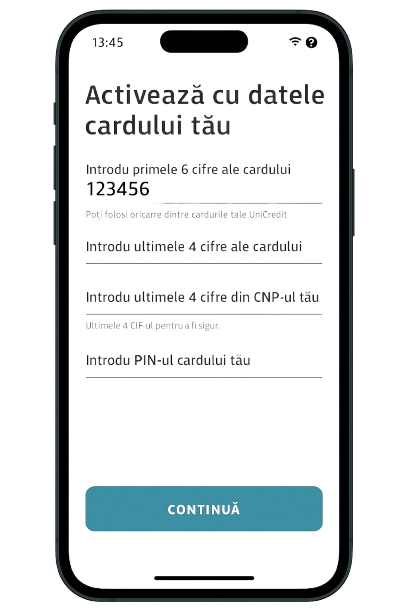 13:45
Activează cu datele
cardului tău
Introdu primele 6 cifre ale cardului
123456
Poți folosi oricarre dintre cardurile tale UniCredit
Introdu ultimele 4 cifre ale cardului
Introdu ultimele 4 cifre din CNP-ul tău
Ultimele 4 CIF-ul pentru a fi sigur.
Introdu PIN-ul cardului tău
CONTINUĂ